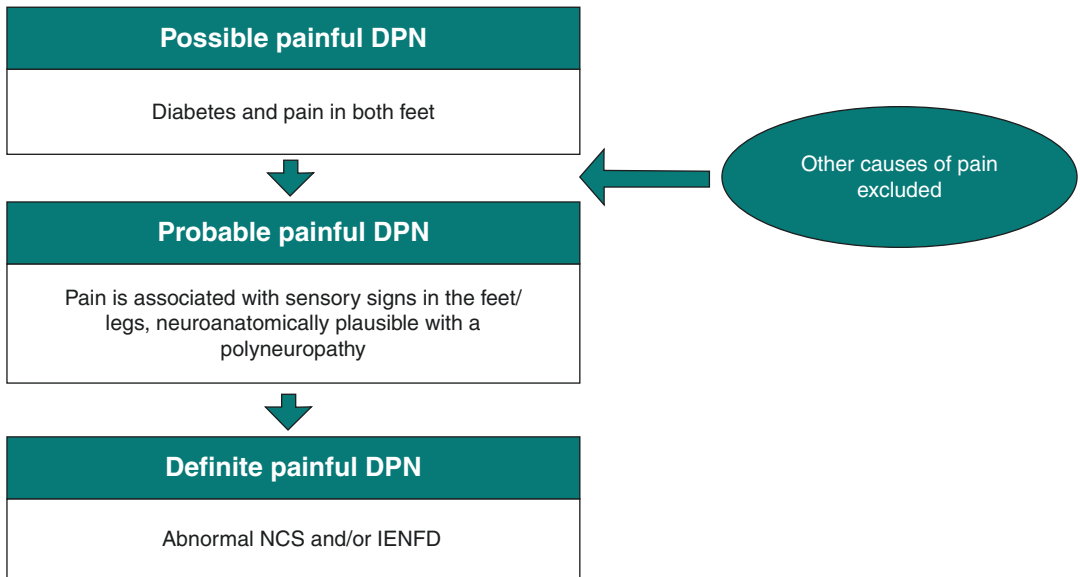 Possible painful DPN
Diabetes and pain in both feet
Other causes of pain
excluded
Probable painful DPN
Pain is associated with sensory signs in the feet/
legs, neuroanatomically plausible with a
polyneuropathy
Definite painful DPN
Abnormal NCS and/or IENFD